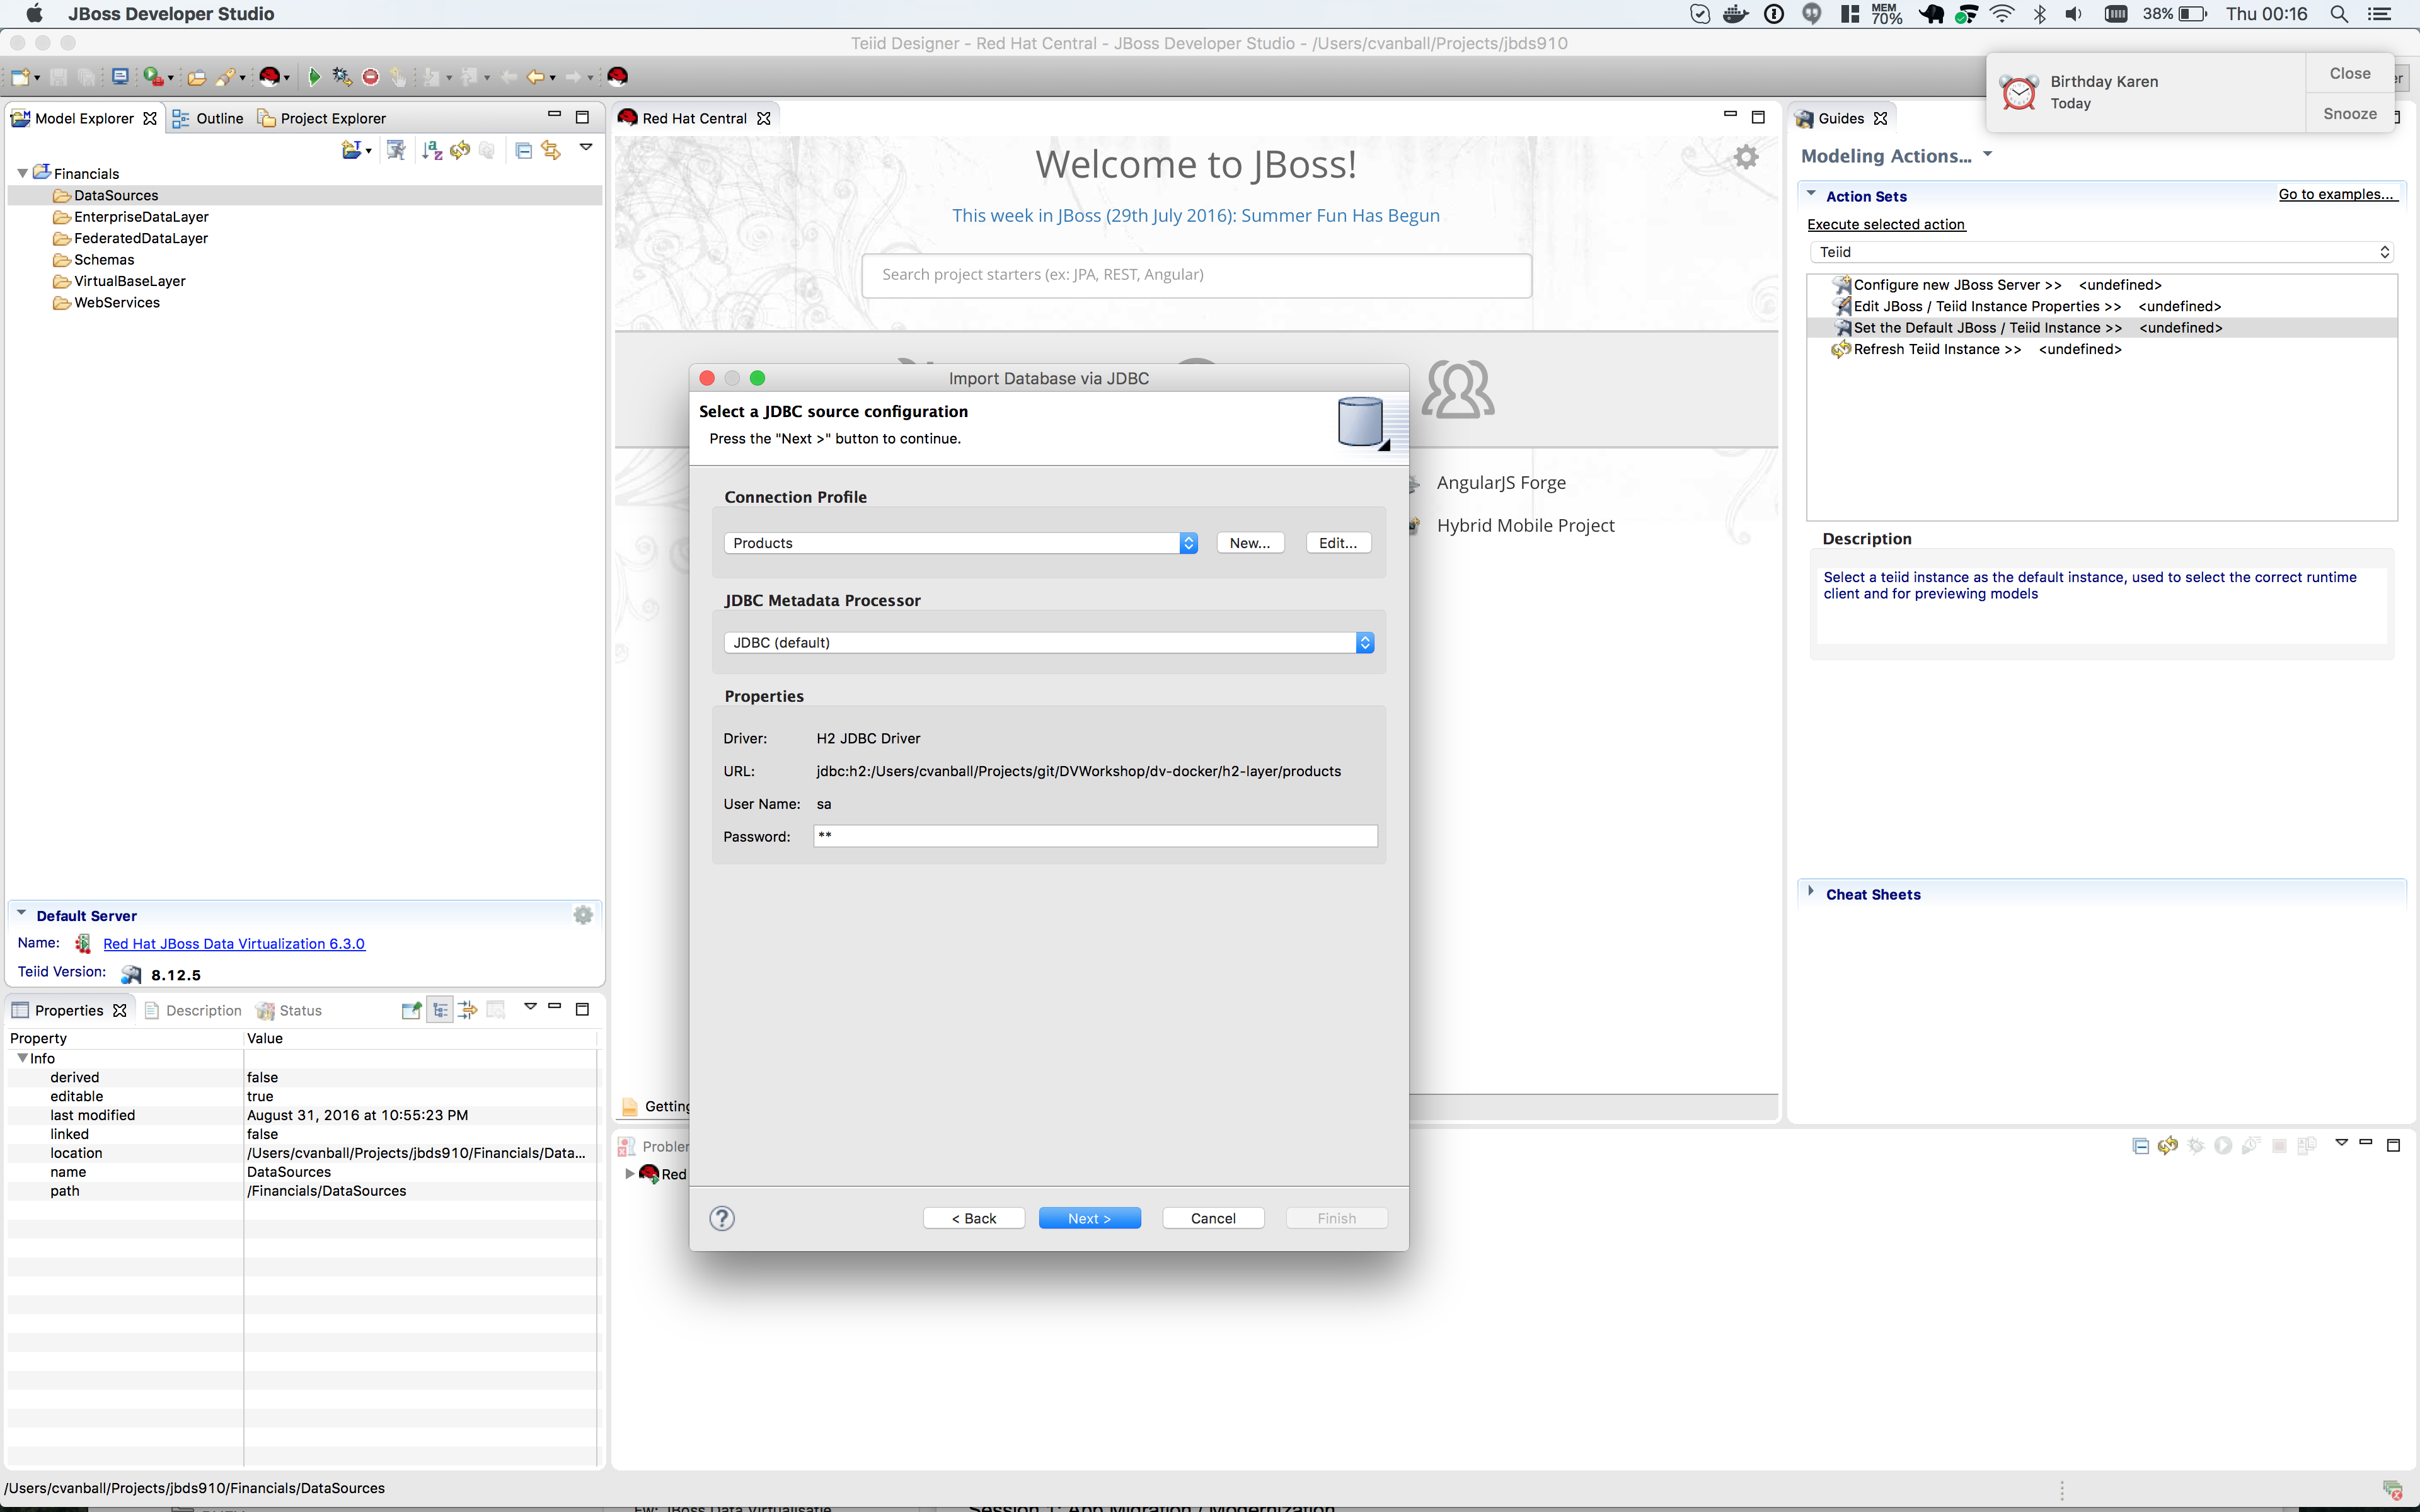 JBoss Developer Studio
MEM
70%
38%
Thu 00:16
Teiid Designer - Red Hat Central - JBoss Developer Studio - /Users/cvanball/Projects/jbds910
Birthday Karen
Today
Close
Snooze
Model Explorer
Outline
Project Explorer
Financials
DataSources
EnterpriseDataLayer
FederatedDataLayer
Schemas
VirtualBaseLayer
WebServices
Default Server
Name: Red Hat JBoss Data Virtualization 6.3.0
Teiid Version: 8.12.5
Properties
Description
Status
Property Value
Info
derived false
editable true
last modified August 31, 2016 at 10:55:23 PM
linked false
location /Users/cvanball/Projects/jbds910/Financials/Data...
name DataSources
path /Financials/DataSources
/Users/cvanball/Projects/jbds910/Financials/DataSources
Red Hat Central
Welcome to JBoss!
This week in JBoss (29th July 2016): Summer Fun Has Begun
Search project starters (ex: JPA, REST, Angular)
AngularJS Forge
Hybrid Mobile Project
Getting
Problem
Red
Import Database via JDBC
Select a JDBC source configuration
Press the "Next >" button to continue.
Connection Profile
Products
New...
Edit...
JDBC Metadata Processor
JDBC (default)
Properties
Driver: H2 JDBC Driver
URL: jdbc:h2:/Users/cvanball/Projects/git/DVWorkshop/dv-docker/h2-layer/products
User Name: sa
Password: **
?
< Back
Next >
Cancel
Finish
Guides
Modeling Actions...
Action Sets
Go to examples...
Execute selected action
Teiid
Configure new JBoss Server >> <undefined>
Edit JBoss / Teiid Instance Properties >> <undefined>
Set the Default JBoss / Teiid Instance >> <undefined>
Refresh Teiid Instance >> <undefined>
Description
Select a teiid instance as the default instance, used to select the correct runtime
client and for previewing models
Cheat Sheets